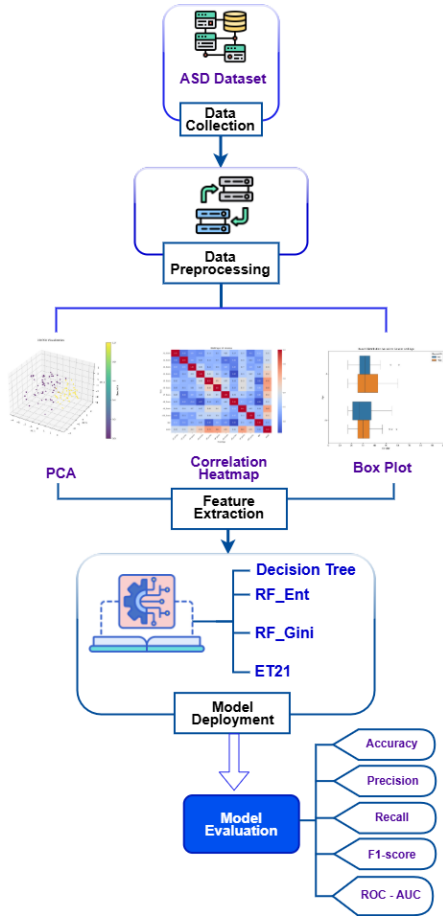 ASD Dataset
Data
Collection
Data
Preprocessing
PCA
Correlation
Heatmap
Box Plot
Feature
Extraction
Decision Tree
RF_Ent
RF_Gini
ET21
Model
Deployment
Model
Evaluation
Accuracy
Precision
Recall
F1-score
ROC - AUC